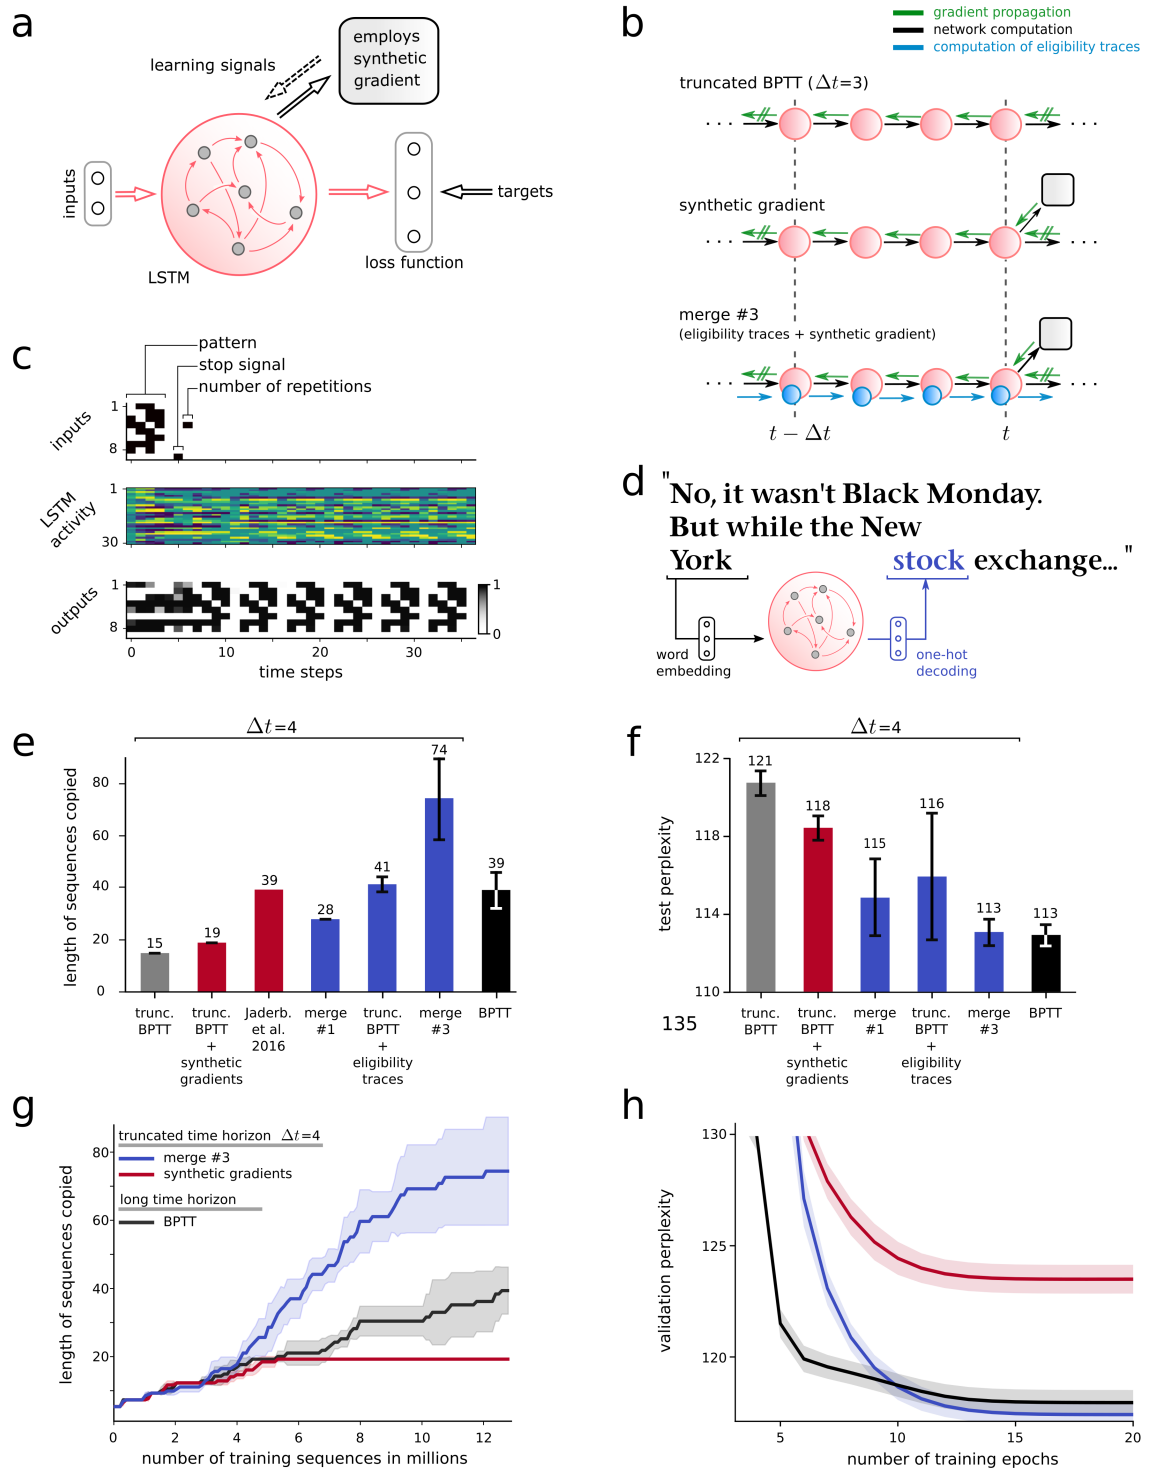 a
employs
synthetic
gradient
learning signals
inputs
targets
loss function
LSTM
b
gradient propagation
network computation
computation of eligibility traces
truncated BPTT (Δt=3)
synthetic gradient
merge #3
(eligibility traces + synthetic gradient)
t − Δt
t
c
pattern
stop signal
number of repetitions
inputs
1
8
LSTM
activity
1
30
outputs
1
8
1
0
0 10 20 30
time steps
d
"No, it wasn't Black Monday.
But while the New
York stock exchange... "
word
embedding
one-hot
decoding
e
Δt=4
length of sequences copied
80
60
40
20
0
15
19
39
28
41
74
39
trunc.
BPTT
trunc.
BPTT
+
synthetic
gradients
Jaderb.
et al.
2016
merge
#1
trunc.
BPTT
+
eligibility
traces
merge
#3
BPTT
f
Δt=4
test perplexity
122
118
114
110
121
118
115
116
113
113
135
trunc.
BPTT
trunc.
BPTT
+
synthetic
gradients
merge
#1
trunc.
BPTT
+
eligibility
traces
merge
#3
BPTT
g
truncated time horizon Δt=4
merge #3
synthetic gradients
long time horizon
BPTT
length of sequences copied
80
60
40
20
0 2 4 6 8 10 12
number of training sequences in millions
h
validation perplexity
130
125
120
5 10 15 20
number of training epochs